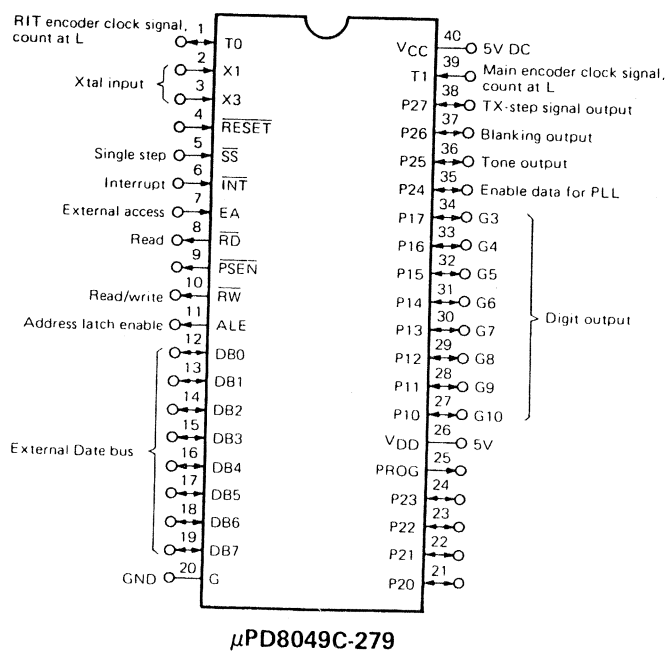 RIT encoder clock signal,
count at L
1
T0
2
X1
Xtal input
3
X3
4
RESET
Single step
5
SS
Interrupt
6
INT
External access
7
EA
Read
8
RD
9
PSEN
Read/write
10
RW
Address latch enable
11
ALE
12
DB0
13
DB1
14
DB2
15
DB3
External Date bus
16
DB4
17
DB5
18
DB6
19
DB7
GND
20
G
40
VCC
5V DC
39
T1
Main encoder clock signal,
count at L
38
P27
TX-step signal output
37
P26
Blanking output
36
P25
Tone output
35
P24
Enable data for PLL
34
P17
G3
33
P16
G4
32
P15
G5
31
P14
G6
Digit output
30
P13
G7
29
P12
G8
28
P11
G9
27
P10
G10
26
VDD
5V
25
PROG
24
P23
23
P22
22
P21
21
P20
μPD8049C-279